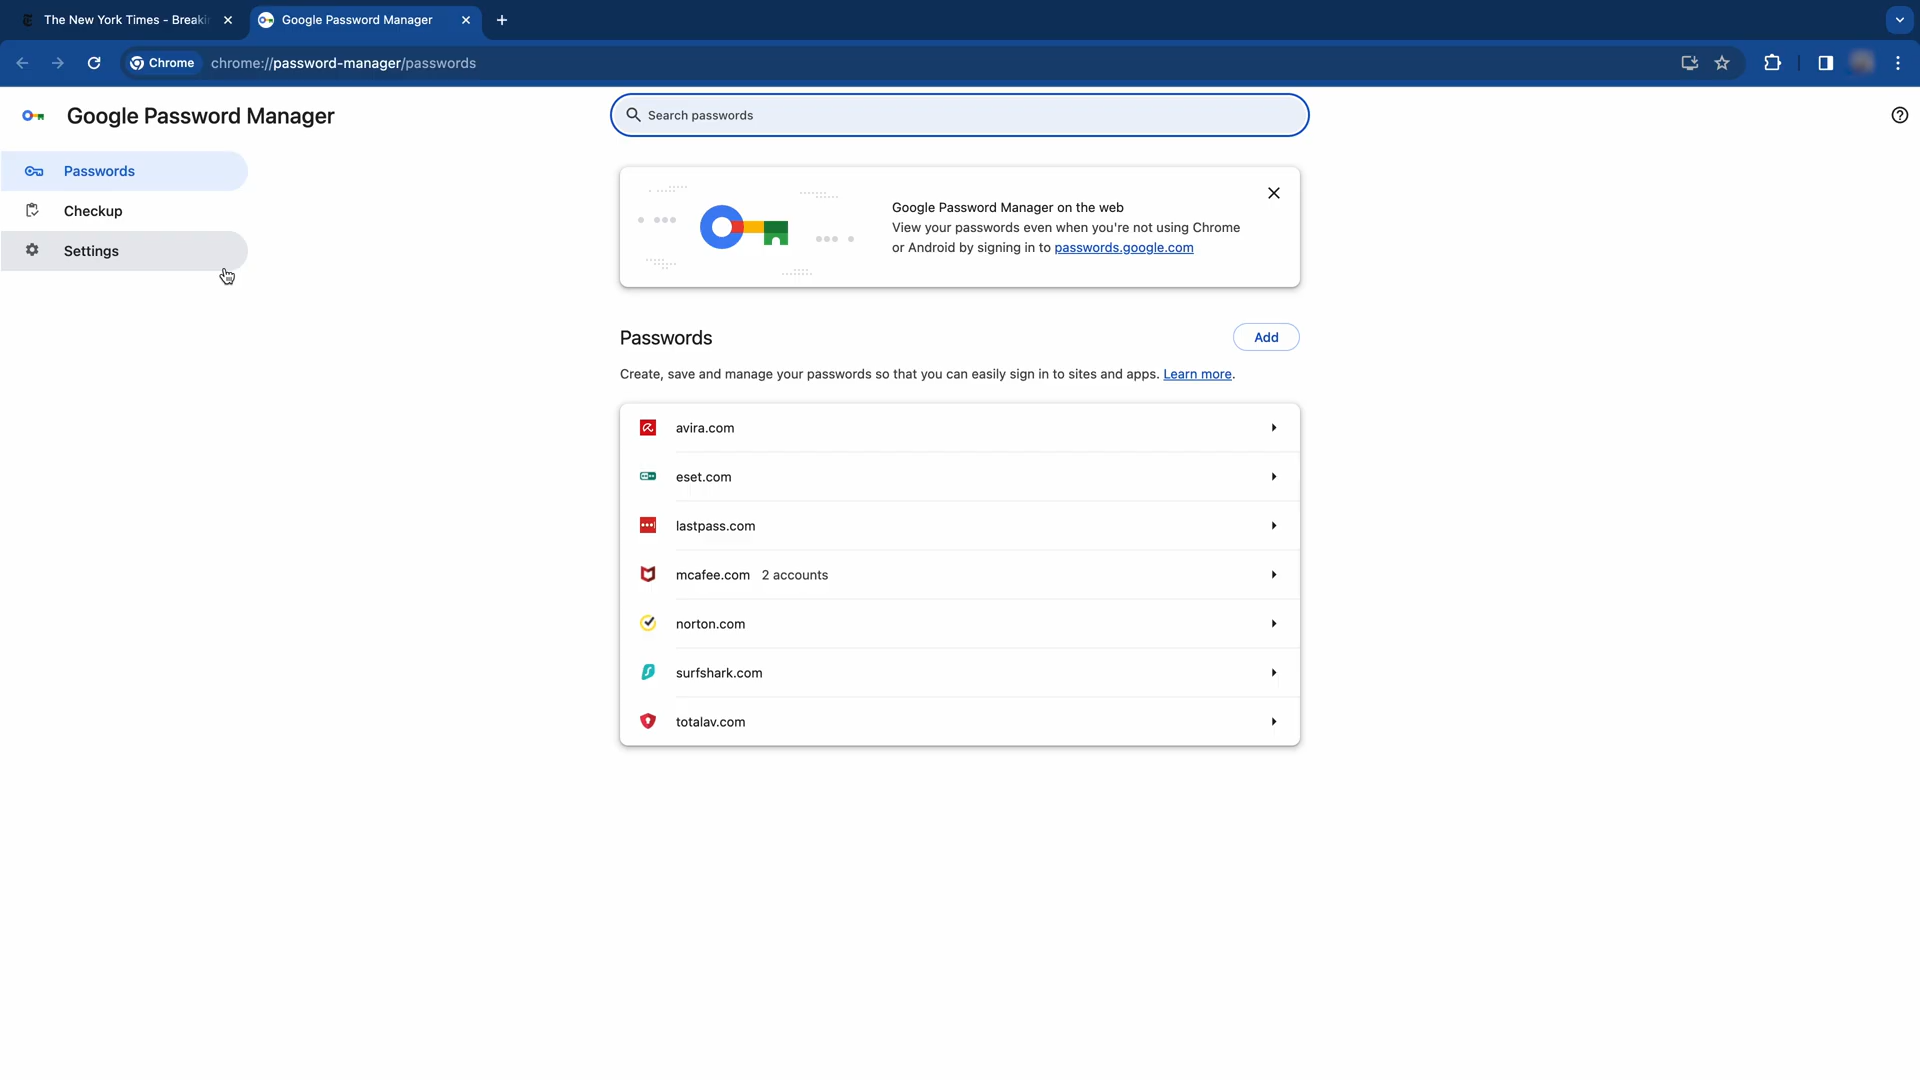 The New York Times - Breaki
Google Password Manager
Chrome
chrome://password-manager/passwords
Google Password Manager
Search passwords
Passwords
Checkup
Settings
Google Password Manager on the web
View your passwords even when you're not using Chrome
or Android by signing in to passwords.google.com
Passwords
Add
Create, save and manage your passwords so that you can easily sign in to sites and apps. Learn more.
avira.com
eset.com
lastpass.com
mcafee.com 2 accounts
norton.com
surfshark.com
totalav.com